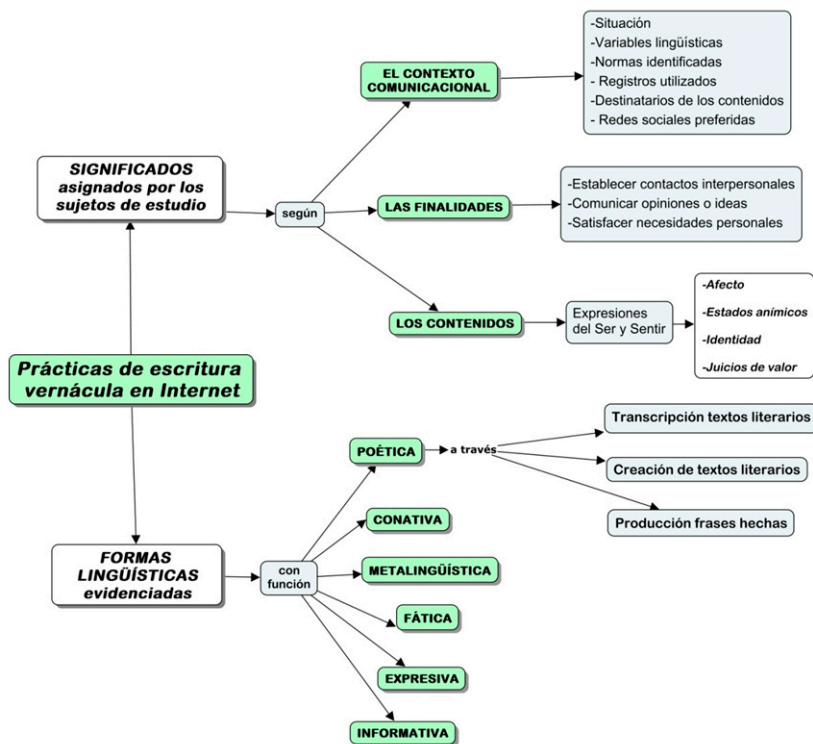 Prácticas de escritura
vernácula en Internet
SIGNIFICADOS
asignados por los
sujetos de estudio
según
EL CONTEXTO
COMUNICACIONAL
-Situación
-Variables lingüísticas
-Normas identificadas
- Registros utilizados
-Destinatarios de los contenidos
- Redes sociales preferidas
LAS FINALIDADES
-Establecer contactos interpersonales
-Comunicar opiniones o ideas
-Satisfacer necesidades personales
LOS CONTENIDOS
Expresiones
del Ser y Sentir
-Afecto
-Estados anímicos
-Identidad
-Juicios de valor
FORMAS
LINGÜÍSTICAS
evidenciadas
con
función
POÉTICA
a través
Transcripción textos literarios
Creación de textos literarios
Producción frases hechas
CONATIVA
METALINGÜÍSTICA
FÁTICA
EXPRESIVA
INFORMATIVA